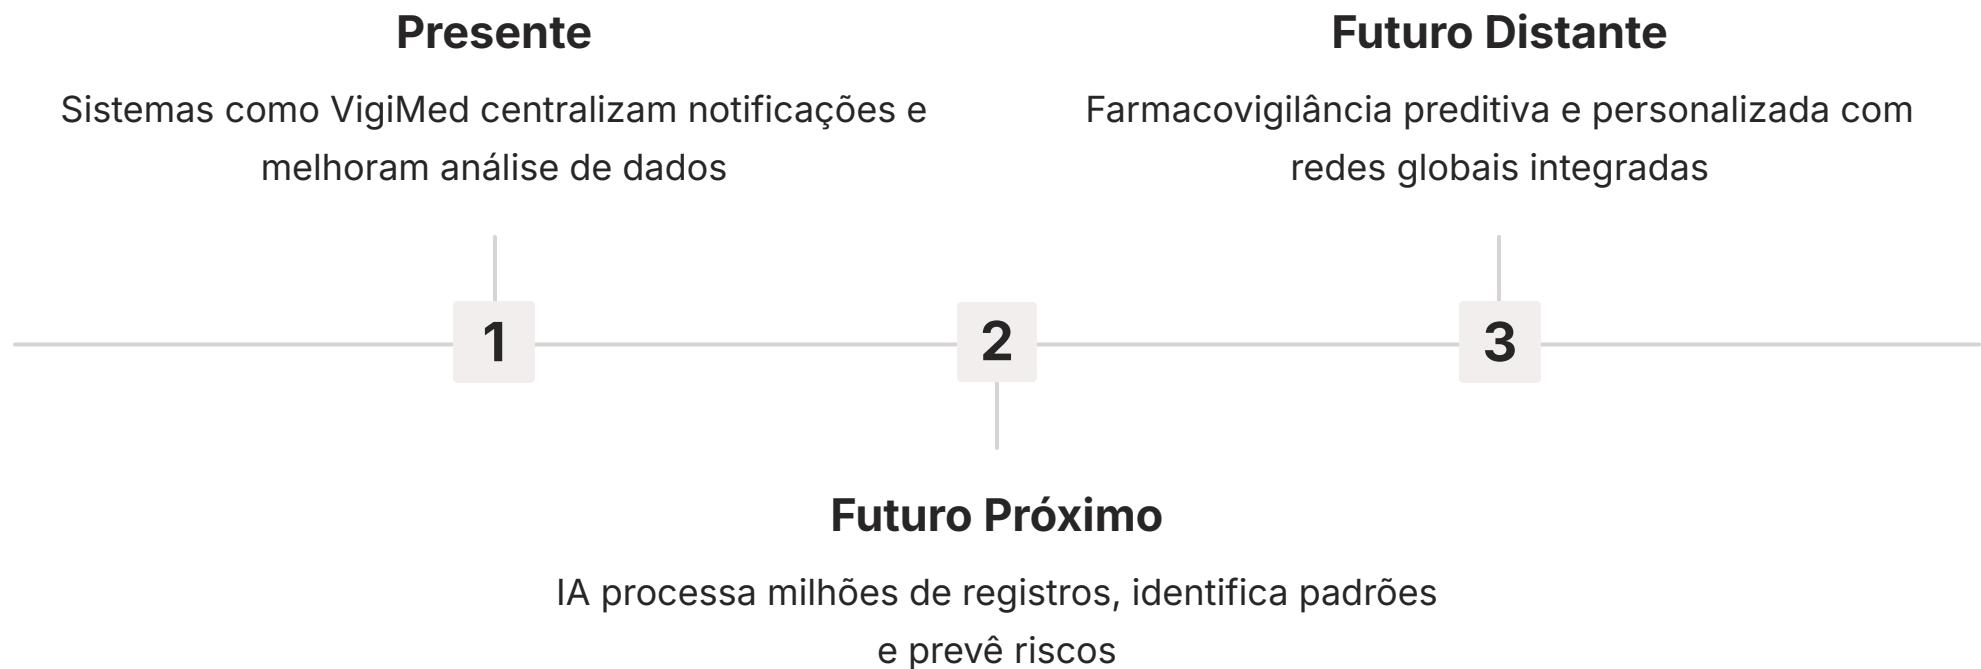 Presente
Sistemas como VigiMed centralizam notificações e
melhoram análise de dados
Futuro Distante
Farmacovigilância preditiva e personalizada com
redes globais integradas
1
2
3
Futuro Próximo
IA processa milhões de registros, identifica padrões
e prevê riscos